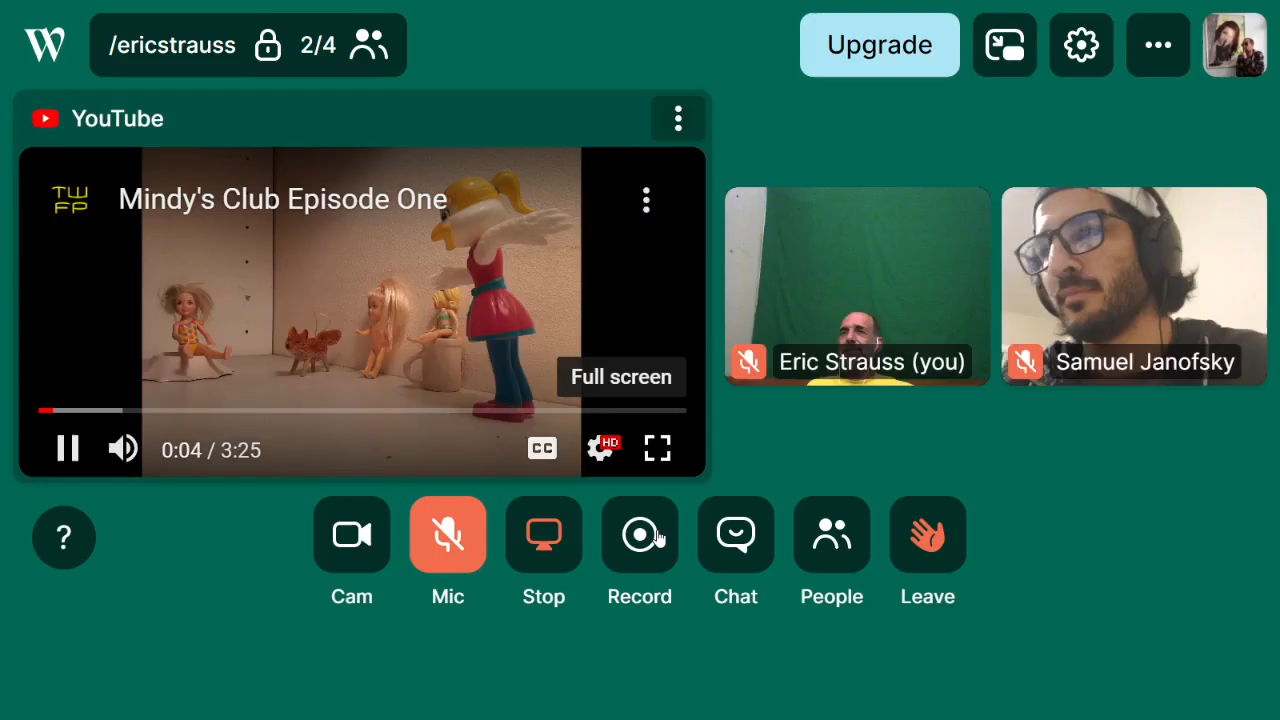 /ericstrauss 2/4
Upgrade
YouTube
TW
FP
Mindy's Club Episode One
Full screen
0:04 / 3:25
CC
HD
Eric Strauss (you)
Samuel Janofsky
?
Cam
Mic
Stop
Record
Chat
People
Leave